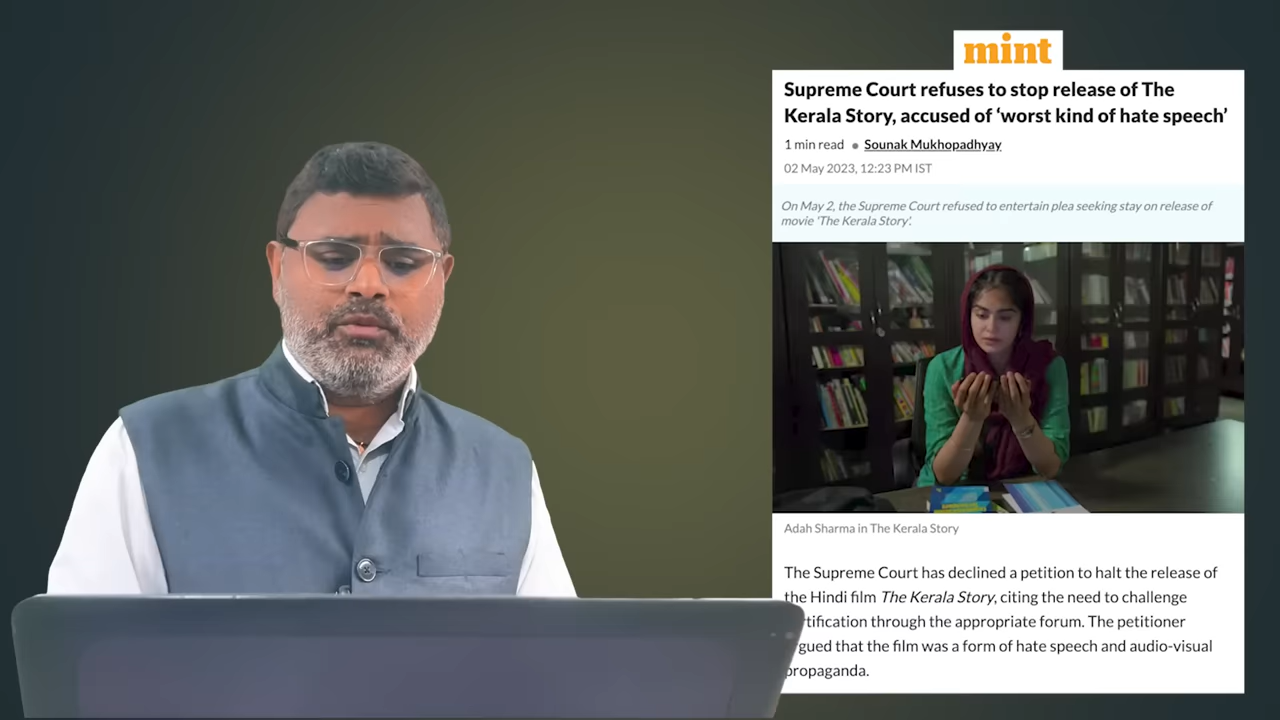 mint
Supreme Court refuses to stop release of The
Kerala Story, accused of ‘worst kind of hate speech’
1 min read ● Sounak Mukhopadhyay
02 May 2023, 12:23 PM IST
On May 2, the Supreme Court refused to entertain plea seeking stay on release of
movie 'The Kerala Story'.
Adah Sharma in The Kerala Story
The Supreme Court has declined a petition to halt the release of
the Hindi film The Kerala Story, citing the need to challenge
rtification through the appropriate forum. The petitioner
gued that the film was a form of hate speech and audio-visual
propaganda.